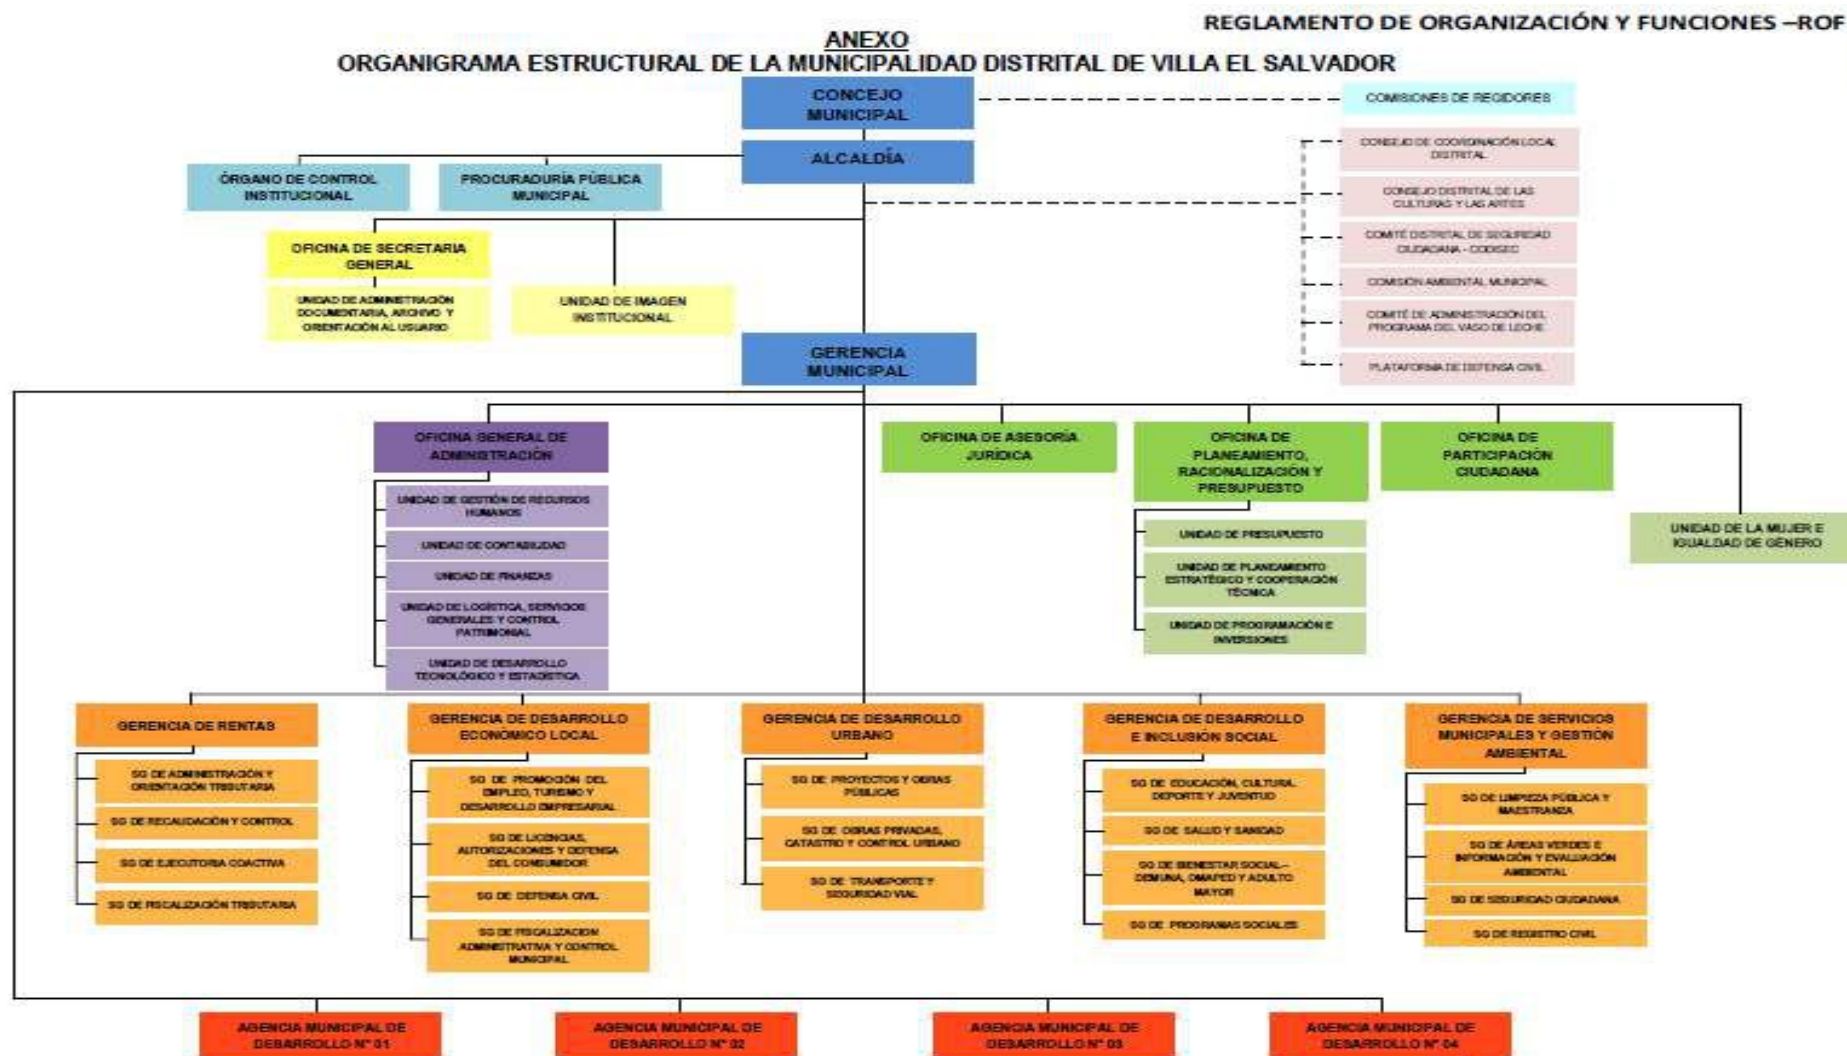 REGLAMENTO DE ORGANIZACIÓN Y FUNCIONES –ROF
ANEXO
ORGANIGRAMA ESTRUCTURAL DE LA MUNICIPALIDAD DISTRITAL DE VILLA EL SALVADOR
CONCEJO
MUNICIPAL
COMISIONES DE REGIDORES
ALCALDÍA
CONSEJO DE COORDINACIÓN LOCAL
DISTRITAL
CONSEJO DISTRITAL DE LAS
CULTURAS Y LAS ARTES
COMITÉ DISTRITAL DE SEGURIDAD
CIUDADANA - CODISEC
COMISIÓN AMBIENTAL MUNICIPAL
COMITÉ DE ADMINISTRACIÓN DEL
PROGRAMA DEL VASO DE LECHE
PLATAFORMA DE DEFENSA CIVIL
ÓRGANO DE CONTROL
INSTITUCIONAL
PROCURADURÍA PÚBLICA
MUNICIPAL
OFICINA DE SECRETARIA
GENERAL
UNIDAD DE ADMINISTRACIÓN
DOCUMENTARIA, ARCHIVO Y
ORIENTACIÓN AL USUARIO
UNIDAD DE IMAGEN
INSTITUCIONAL
GERENCIA
MUNICIPAL
OFICINA GENERAL DE
ADMINISTRACIÓN
UNIDAD DE GESTIÓN DE RECURSOS
HUMANOS
UNIDAD DE CONTABILIDAD
UNIDAD DE FINANZAS
UNIDAD DE LOGÍSTICA, SERVICIOS
GENERALES Y CONTROL
PATRIMONIAL
UNIDAD DE DESARROLLO
TECNOLÓGICO Y ESTADÍSTICA
OFICINA DE ASESORÍA
JURÍDICA
OFICINA DE
PLANEAMIENTO,
RACIONALIZACIÓN Y
PRESUPUESTO
UNIDAD DE PRESUPUESTO
UNIDAD DE PLANEAMIENTO
ESTRATÉGICO Y COOPERACIÓN
TÉCNICA
UNIDAD DE PROGRAMACIÓN E
INVERSIONES
OFICINA DE
PARTICIPACIÓN
CIUDADANA
UNIDAD DE LA MUJER E
IGUALDAD DE GÉNERO
GERENCIA DE RENTAS
SG DE ADMINISTRACIÓN Y
ORIENTACIÓN TRIBUTARIA
SG DE RECAUDACIÓN Y CONTROL
SG DE EJECUTORIA COACTIVA
SG DE FISCALIZACIÓN TRIBUTARIA
GERENCIA DE DESARROLLO
ECONÓMICO LOCAL
SG DE PROMOCIÓN DEL
EMPLEO, TURISMO Y
DESARROLLO EMPRESARIAL
SG DE LICENCIAS,
AUTORIZACIONES Y DEFENSA
DEL CONSUMIDOR
SG DE DEFENSA CIVIL
SG DE FISCALIZACION
ADMINISTRATIVA Y CONTROL
MUNICIPAL
GERENCIA DE DESARROLLO
URBANO
SG DE PROYECTOS Y OBRAS
PÚBLICAS
SG DE OBRAS PRIVADAS,
CATASTRO Y CONTROL URBANO
SG DE TRANSPORTE Y
SEGURIDAD VIAL
GERENCIA DE DESARROLLO
E INCLUSIÓN SOCIAL
SG DE EDUCACIÓN, CULTURA,
DEPORTE Y JUVENTUD
SG DE SALUD Y SANIDAD
SG DE BIENESTAR SOCIAL–
DEMUNA, OMAPED Y ADULTO
MAYOR
SG DE PROGRAMAS SOCIALES
GERENCIA DE SERVICIOS
MUNICIPALES Y GESTIÓN
AMBIENTAL
SG DE LIMPIEZA PÚBLICA Y
MAESTRANZA
SG DE ÁREAS VERDES E
INFORMACIÓN Y EVALUACIÓN
AMBIENTAL
SG DE SEGURIDAD CIUDADANA
SG DE REGISTRO CIVIL
AGENCIA MUNICIPAL DE
DESARROLLO N° 01
AGENCIA MUNICIPAL DE
DESARROLLO N° 02
AGENCIA MUNICIPAL DE
DESARROLLO N° 03
AGENCIA MUNICIPAL DE
DESARROLLO N° 04